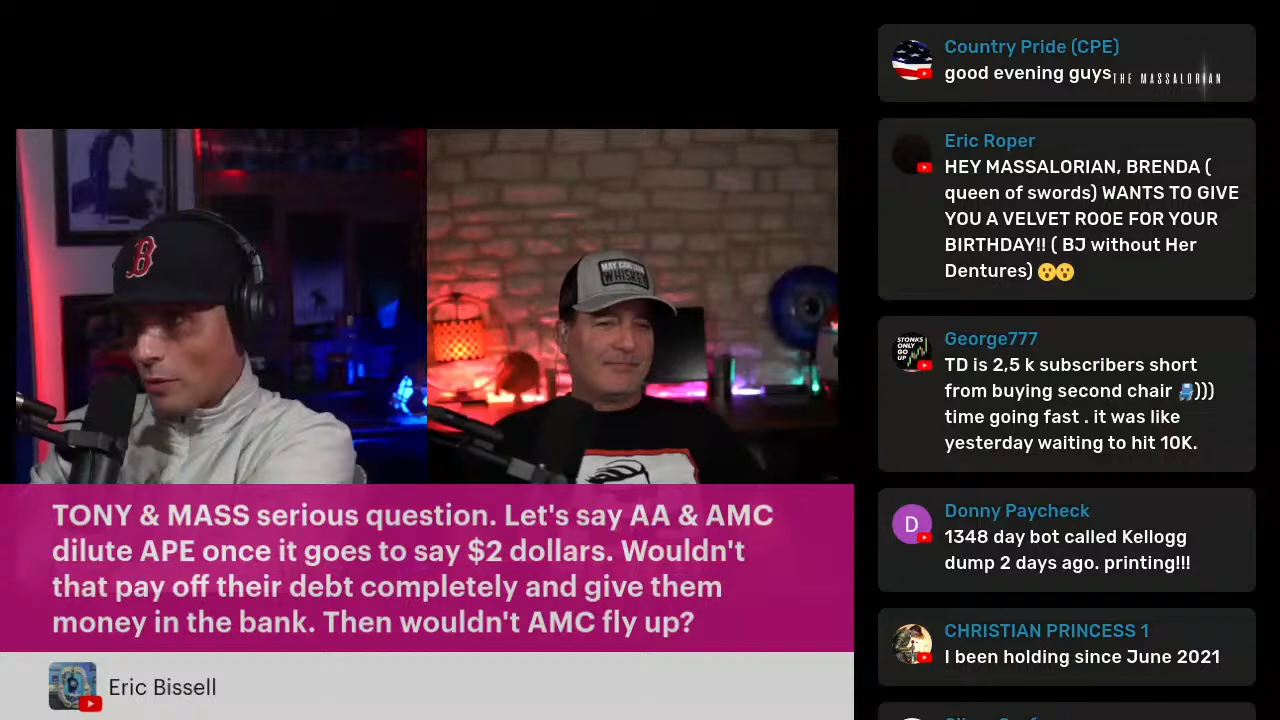 Country Pride (CPE)
good evening guys
THE MASSALORIAN
Eric Roper
HEY MASSALORIAN, BRENDA (
queen of swords) WANTS TO GIVE
YOU A VELVET ROOE FOR YOUR
BIRTHDAY!! ( BJ without Her
Dentures) 😮😮
STONKS
ONLY
GO
UP
George777
TD is 2,5 k subscribers short
from buying second chair 💺)))
time going fast . it was like
yesterday waiting to hit 10K.
D
Donny Paycheck
1348 day bot called Kellogg
dump 2 days ago. printing!!!
CHRISTIAN PRINCESS 1
I been holding since June 2021
B
WHISKEY
TONY & MASS serious question. Let's say AA & AMC
dilute APE once it goes to say $2 dollars. Wouldn't
that pay off their debt completely and give them
money in the bank. Then wouldn't AMC fly up?
Eric Bissell